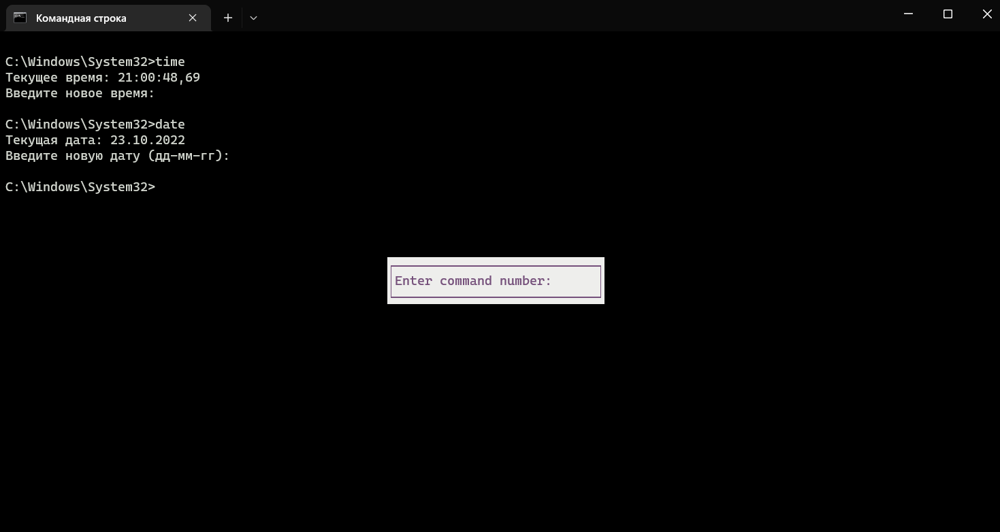 Командная строка
C:\Windows\System32>time
Текущее время: 21:00:48,69
Введите новое время:
C:\Windows\System32>date
Текущая дата: 23.10.2022
Введите новую дату (дд-мм-гг):
C:\Windows\System32>
Enter command number: